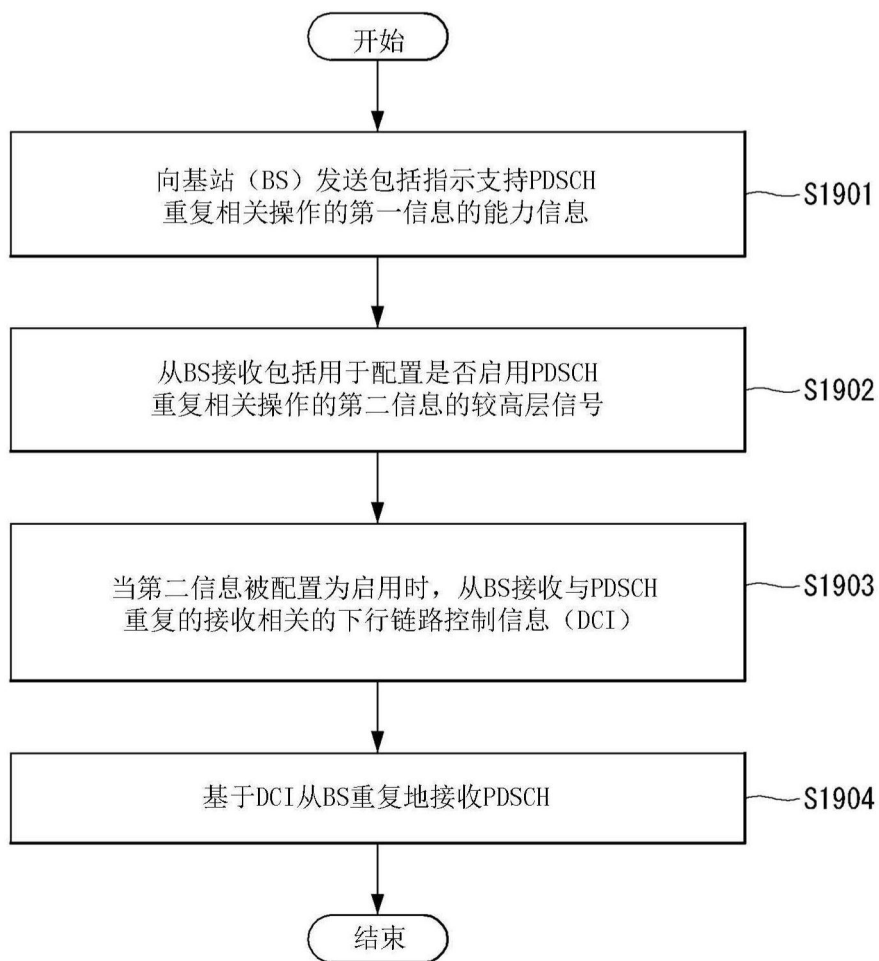 开始
向基站（BS）发送包括指示支持PDSCH
重复相关操作的第一信息的能力信息
S1901
从BS接收包括用于配置是否启用PDSCH
重复相关操作的第二信息的较高层信号
S1902
当第二信息被配置为启用时，从BS接收与PDSCH
重复的接收相关的下行链路控制信息（DCI）
S1903
基于DCI从BS重复地接收PDSCH
S1904
结束